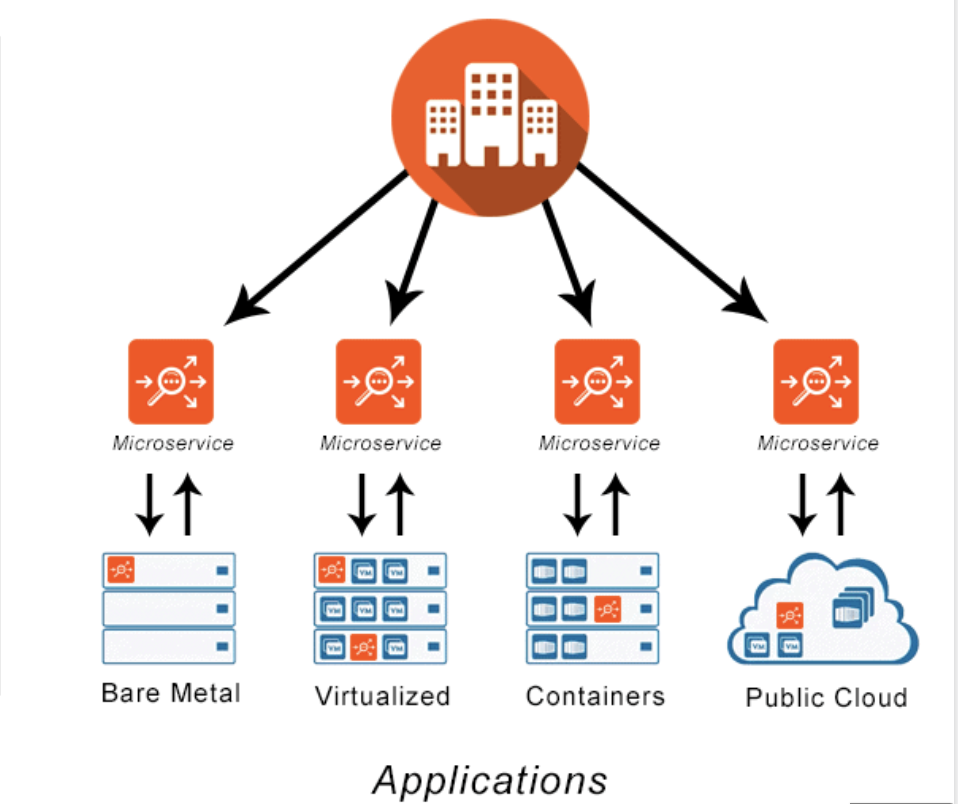 Microservice Microservice Microservice Microservice
VM VM
VM VM VM
VM VM
VM VM
Bare Metal Virtualized Containers Public Cloud
Applications